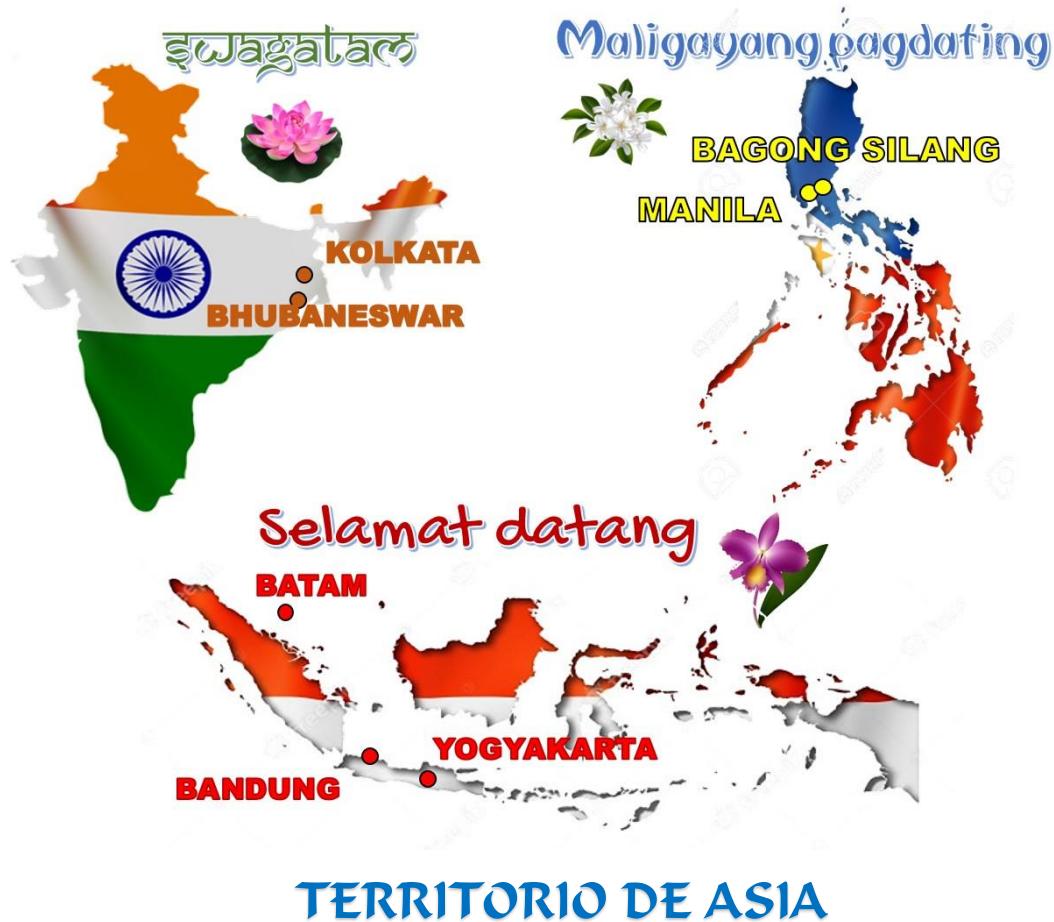 swagatam
Maligayang pagdating
BAGONG SILANG
MANILA
KOLKATA
BHUBANESWAR
Selamat datang
BATAM
YOGYAKARTA
BANDUNG
TERRITORIO DE ASIA